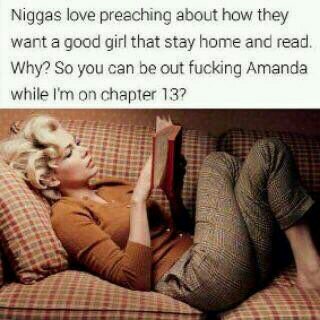 Niggas love preaching about how they
want a good girl that stay home and read.
Why? So you can be out fucking Amanda
while I'm on chapter 13?